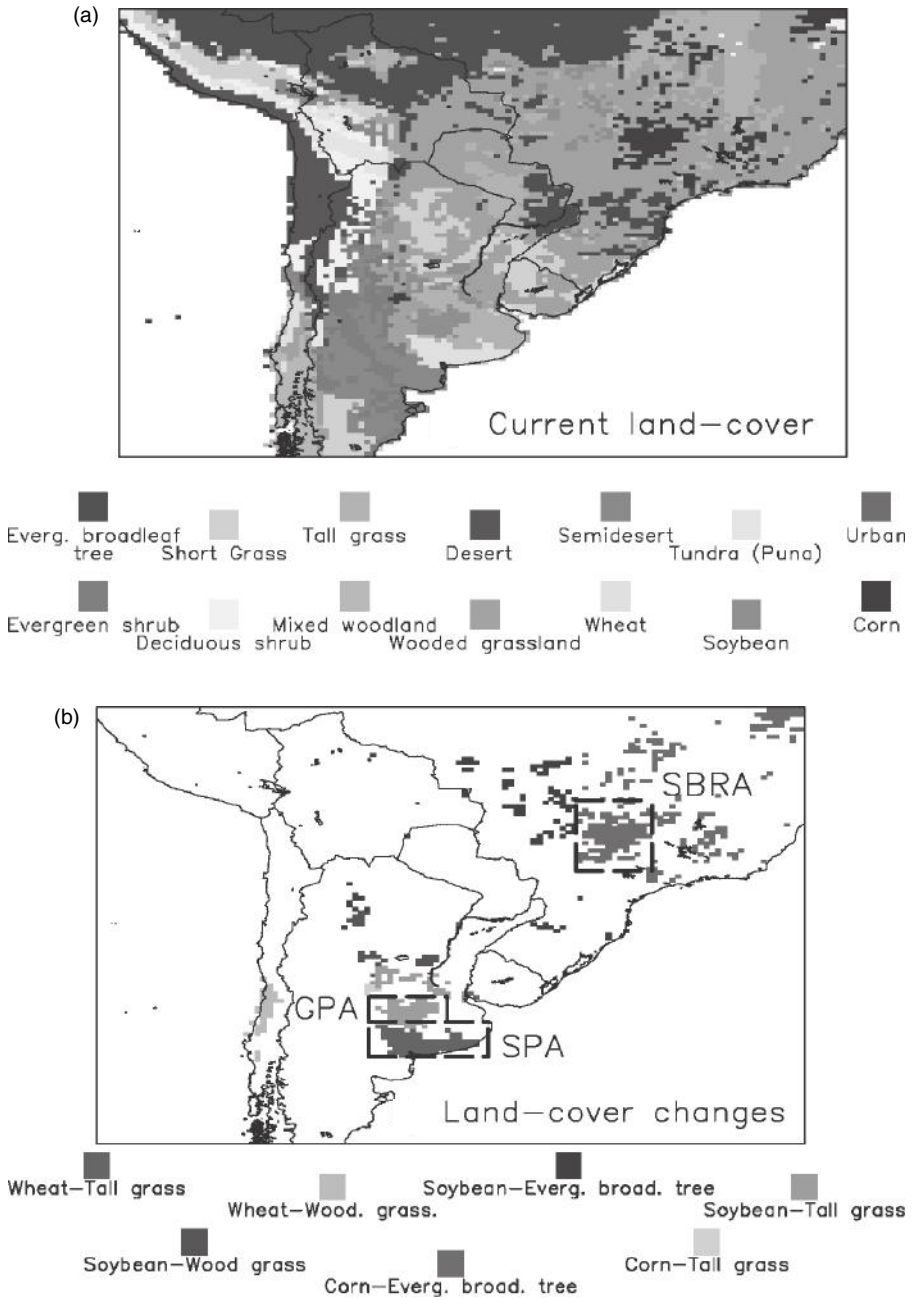 (a)
Current land-cover
Everg. broadleaf tree
Short Grass
Tall grass
Desert
Semidesert
Tundra (Puna)
Urban
Evergreen shrub
Deciduous shrub
Mixed woodland
Wooded grassland
Wheat
Soybean
Corn
(b)
SBRA
GPA
SPA
Land-cover changes
Wheat-Tall grass
Wheat-Wood. grass.
Soybean-Everg. broad. tree
Soybean-Tall grass
Soybean-Wood grass
Corn-Everg. broad. tree
Corn-Tall grass